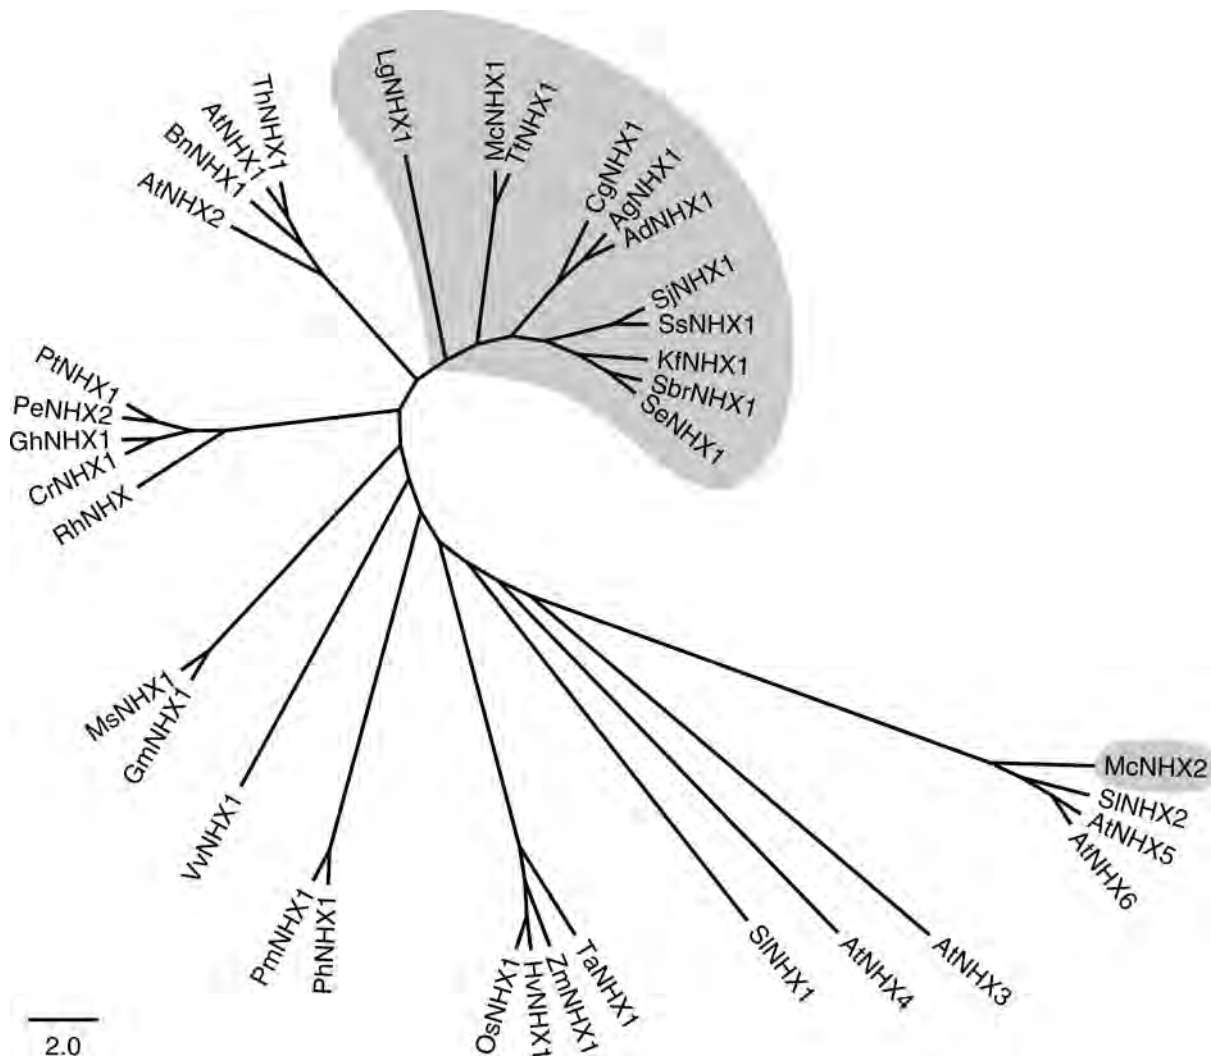 LgNHX1
McNHX1
TtNHX1
CgNHX1
AgNHX1
AdNHX1
SjNHX1
SsNHX1
KfNHX1
SbrNHX1
SeNHX1
ThNHX1
AtNHX1
BnNHX1
AtNHX2
PtNHX1
PeNHX2
GhNHX1
CrNHX1
RhNHX
MsNHX1
GmNHX1
VvNHX1
PmNHX1
PhNHX1
OsNHX1
HvNHX1
ZmNHX1
TaNHX1
SlNHX1
AtNHX4
AtNHX3
McNHX2
SlNHX2
AtNHX5
AtNHX6
2.0